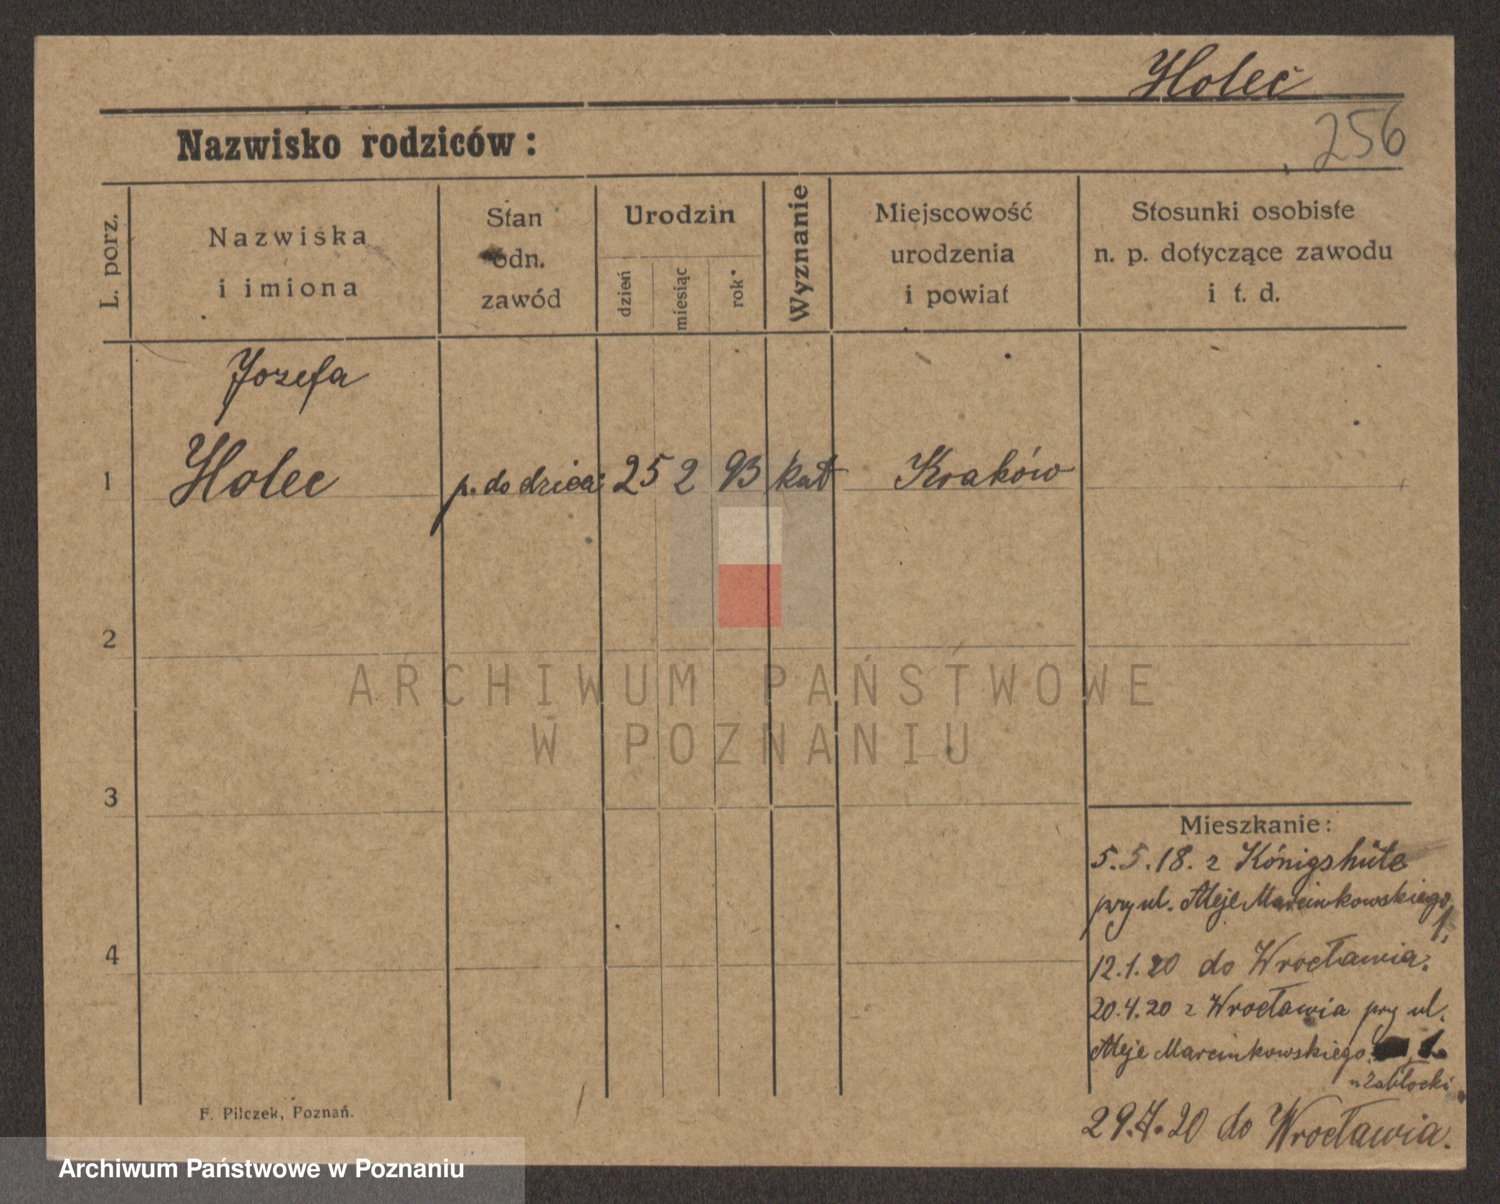 Holec
Nazwisko rodziców:
256
L. porz.
Nazwiska
i imiona
Stan
odn.
zawód
Urodzin
dzień
miesiąc
rok
Wyznanie
Miejscowość
urodzenia
i powiat
Stosunki osobiste
n. p. dotyczące zawodu
i t. d.
Jozefa
1 Holec p. do dzieci 25 2 93 kat Kraków
2
3
4
ARCHIWUM PAŃSTWOWE
W POZNANIU
Mieszkanie:
5.5.18. z Königshüte
przy ul. Aleje Marcinkowskiego
1.
12.1.20 do Wrocławia.
20.4.20 z Wrocławia przy ul.
Aleje Marcinkowskiego 1.
u Zabłocki
29.7.20 do Wrocławia.
F. Pilczek, Poznań.
Archiwum Państwowe w Poznaniu